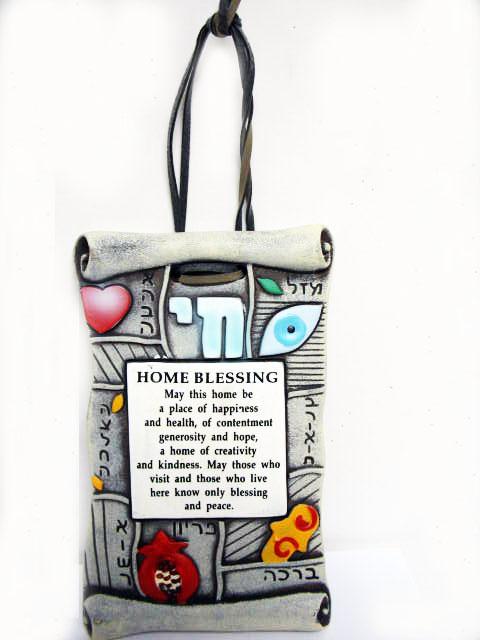 מזל
חי
HOME BLESSING
May this home be
a place of happiness
and health, of contentment
generosity and hope,
a home of creativity
and kindness. May those who
visit and those who live
here know only blessing
and peace.
ברכה